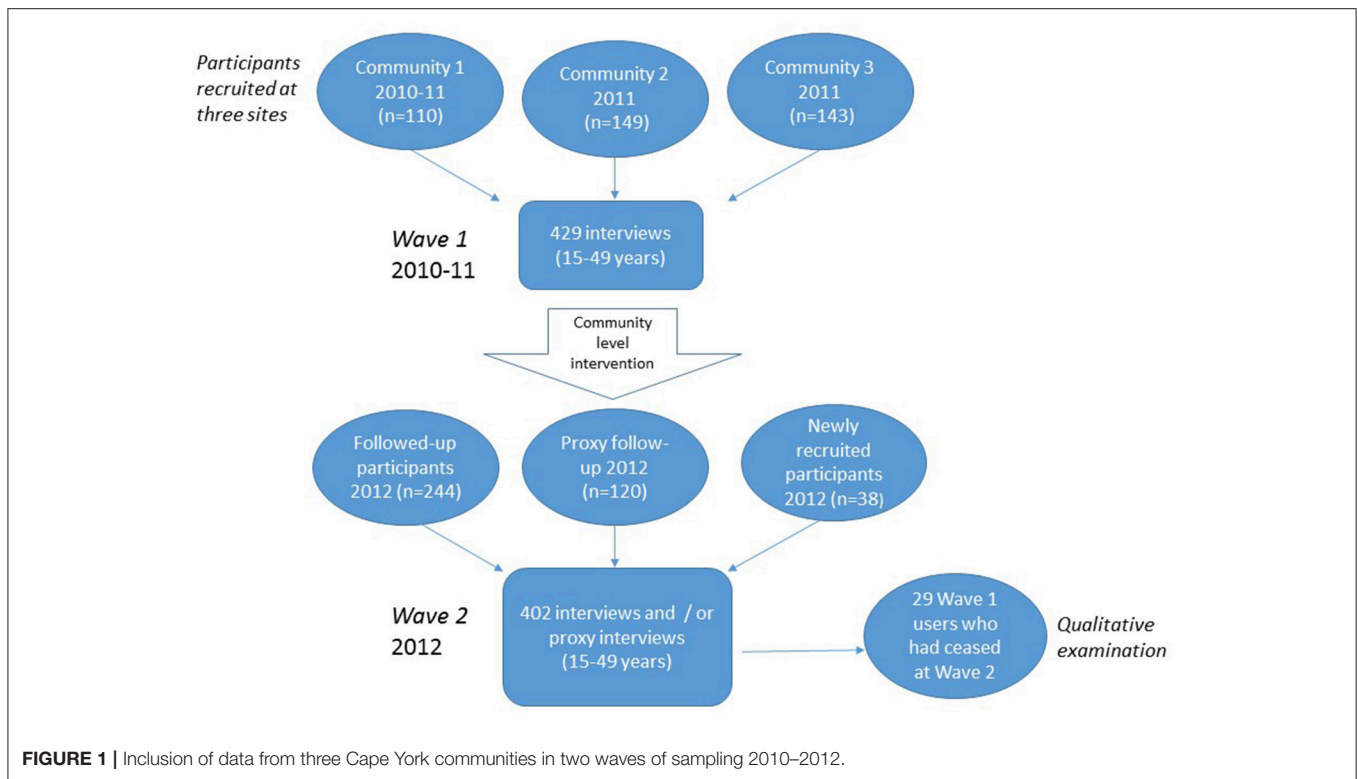 Participants
recruited at
three sites
Community 1
2010-11
(n=110)
Community 2
2011
(n=149)
Community 3
2011
(n=143)
Wave 1
2010-11
429 interviews
(15-49 years)
Community
level
intervention
Followed-up
participants
2012 (n=244)
Proxy follow-
up 2012
(n=120)
Newly
recruited
participants
2012 (n=38)
Wave 2
2012
402 interviews and / or
proxy interviews
(15-49 years)
29 Wave 1
users who
had ceased
at Wave 2
Qualitative
examination
FIGURE 1 | Inclusion of data from three Cape York communities in two waves of sampling 2010–2012.